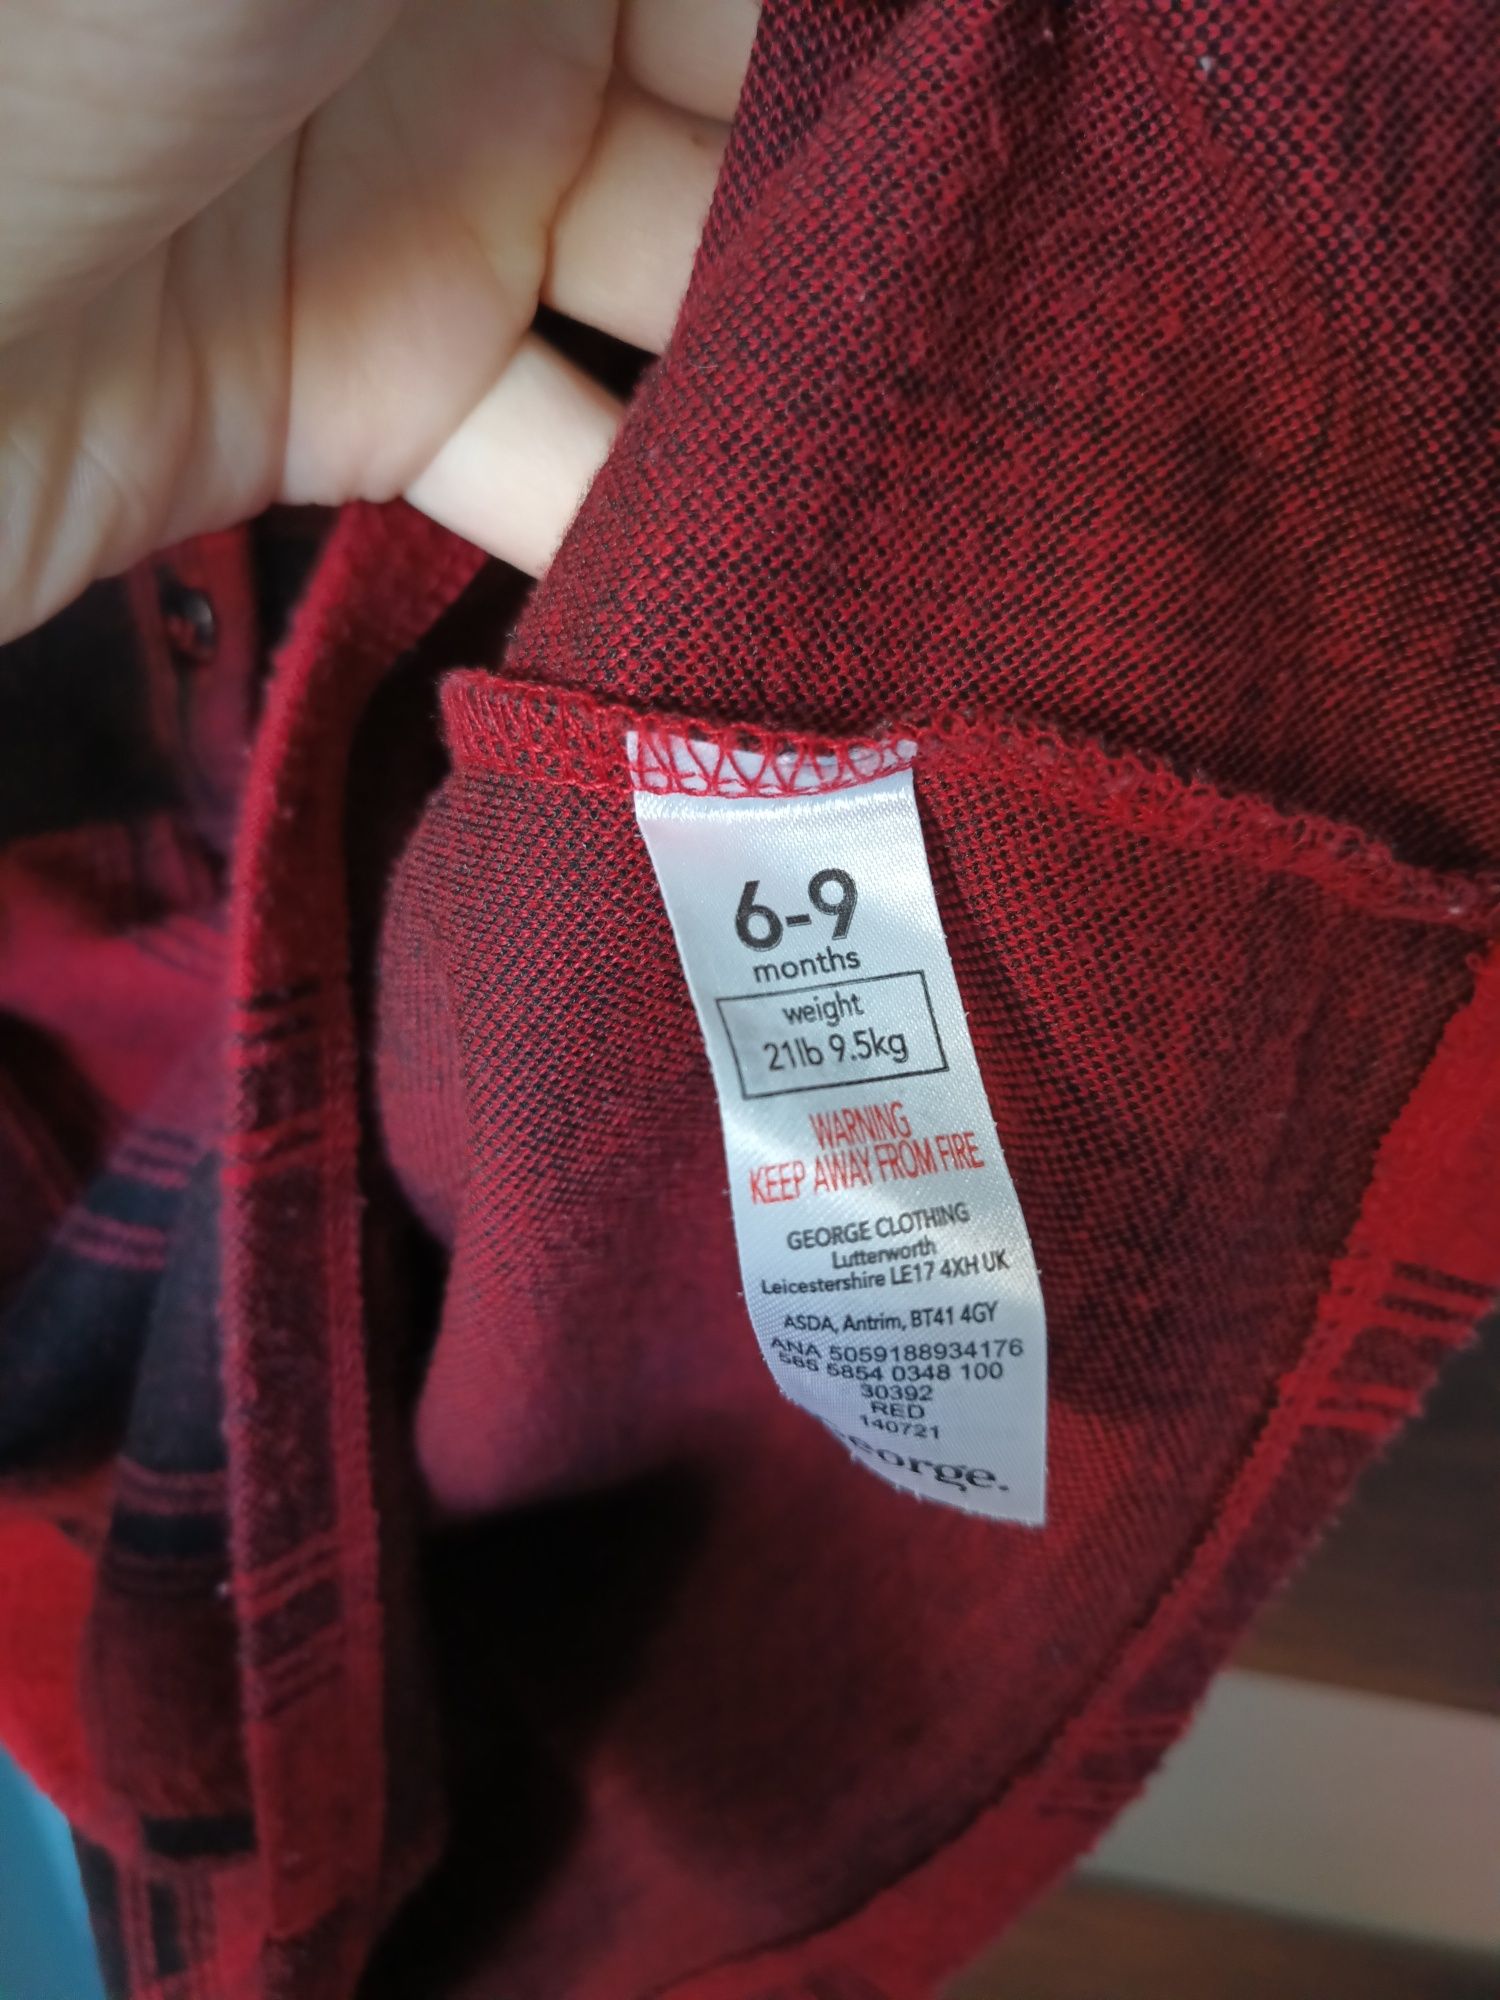 6-9
months
weight
21lb 9.5kg
WARNING
KEEP AWAY FROM FIRE
GEORGE CLOTHING
Lutterworth
Leicestershire LE17 4XH UK
ASDA, Antrim, BT41 4GY
ANA 5059188934176
585 5854 0348 100
30392
RED
140721
George.